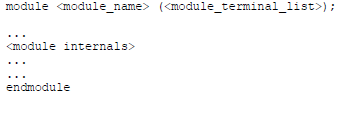 module <module_name> (<module_terminal_list>);
...
<module internals>
...
...
endmodule